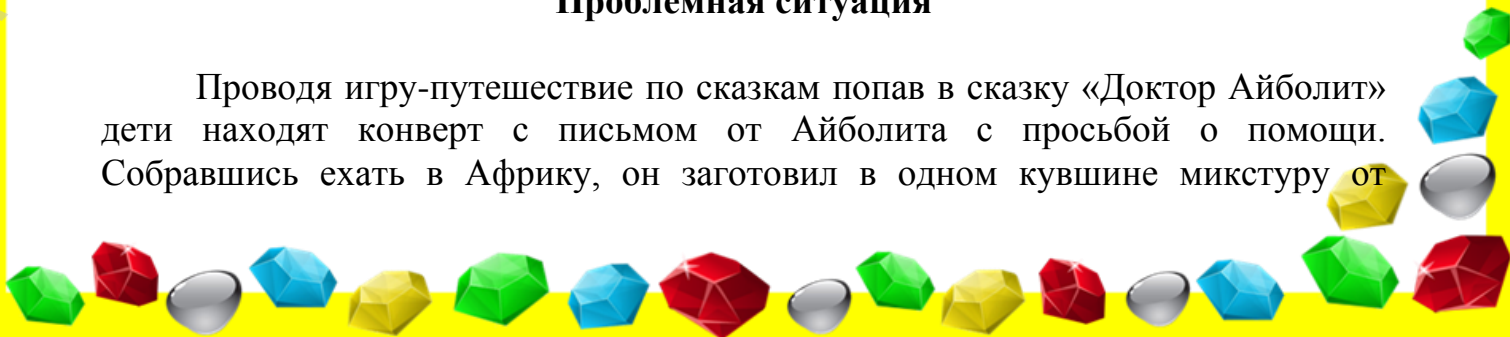 Проблемная ситуация
Проводя игру-путешествие по сказкам попав в сказку «Доктор Айболит»
дети находят конверт с письмом от Айболита с просьбой о помощи.
Собравшись ехать в Африку, он заготовил в одном кувшине микстуру от